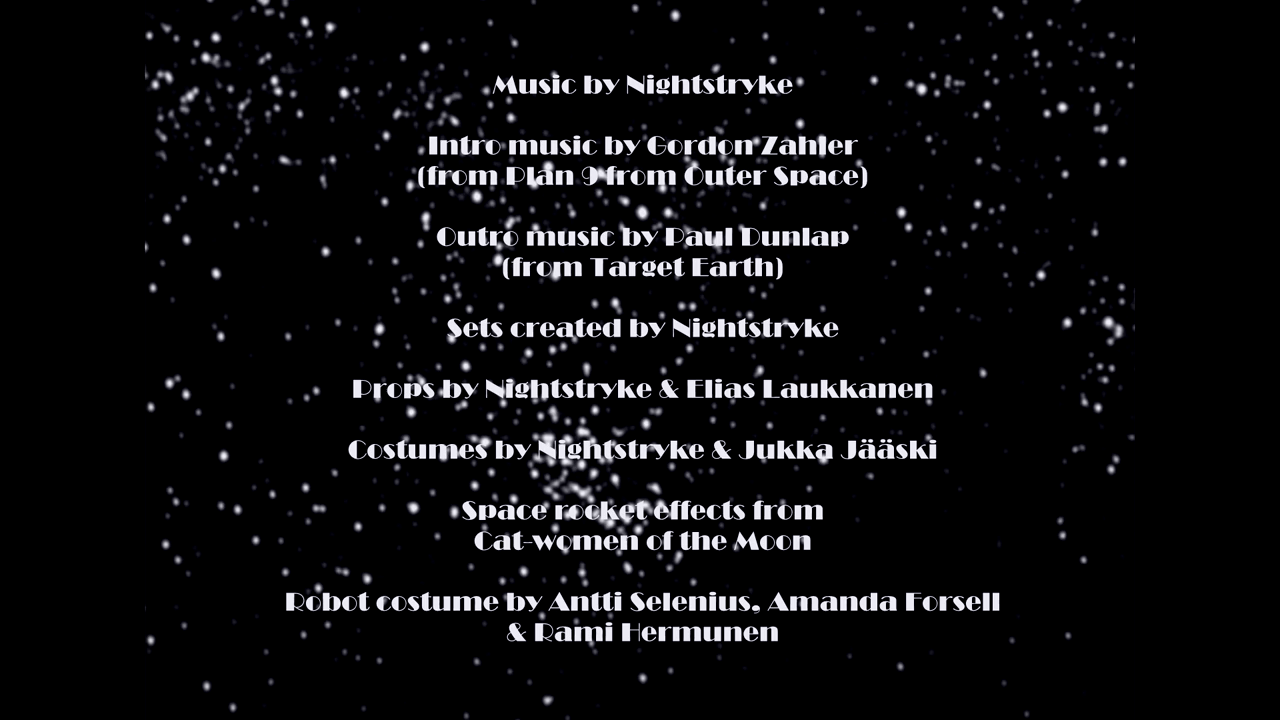 Music by Nightstryke
Intro music by Gordon Zahler
(from Plan 9 from Outer Space)
Outro music by Paul Dunlap
(from Target Earth)
Sets created by Nightstryke
Props by Nightstryke & Elias Laukkanen
Costumes by Nightstryke & Jukka Jääski
Space rocket effects from
Cat-women of the Moon
Robot costume by Antti Selenius, Amanda Forsell
& Rami Hermunen